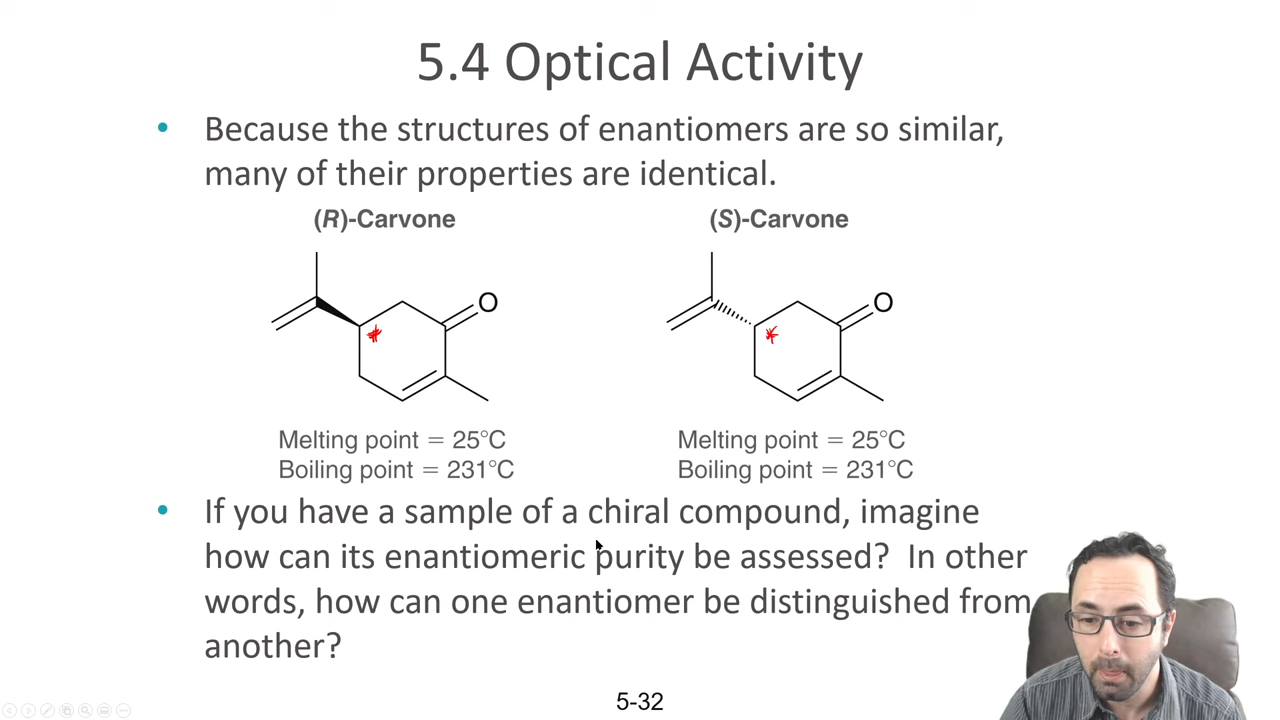 5.4 Optical Activity
• Because the structures of enantiomers are so similar,
many of their properties are identical.
(R)-Carvone
(S)-Carvone
O
O
Melting point = 25°C
Boiling point = 231°C
Melting point = 25°C
Boiling point = 231°C
• If you have a sample of a chiral compound, imagine
how can its enantiomeric purity be assessed? In other
words, how can one enantiomer be distinguished from
another?
5-32